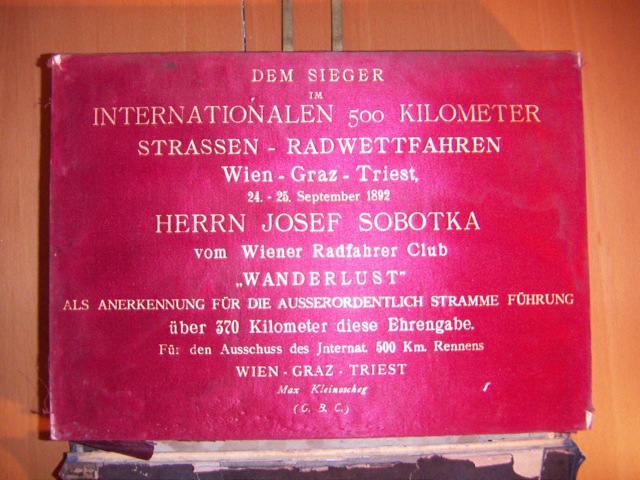 DEM SIEGER
IM
INTERNATIONALEN 500 KILOMETER
STRASSEN - RADWETTFAHREN
Wien - Graz - Triest,
24. - 25. September 1892
HERRN JOSEF SOBOTKA
vom Wiener Radfahrer Club
„WANDERLUST"
ALS ANERKENNUNG FÜR DIE AUSSERORDENTLICH STRAMME FÜHRUNG
über 370 Kilometer diese Ehrengabe.
Für den Ausschuss des Jnternat. 500 Km. Rennens
WIEN - GRAZ - TRIEST
Max Kleinoscheg
(G. B. C.)